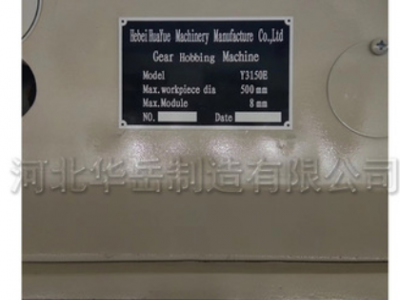 Hebei HuaYue Machinery Manufacture Co.,Ltd
Gear Hobbing Machine
Model Y3150E
Max.workpiece dia 500mm
Max.Module 8mm
NO. Date
河北华岳制造有限公司